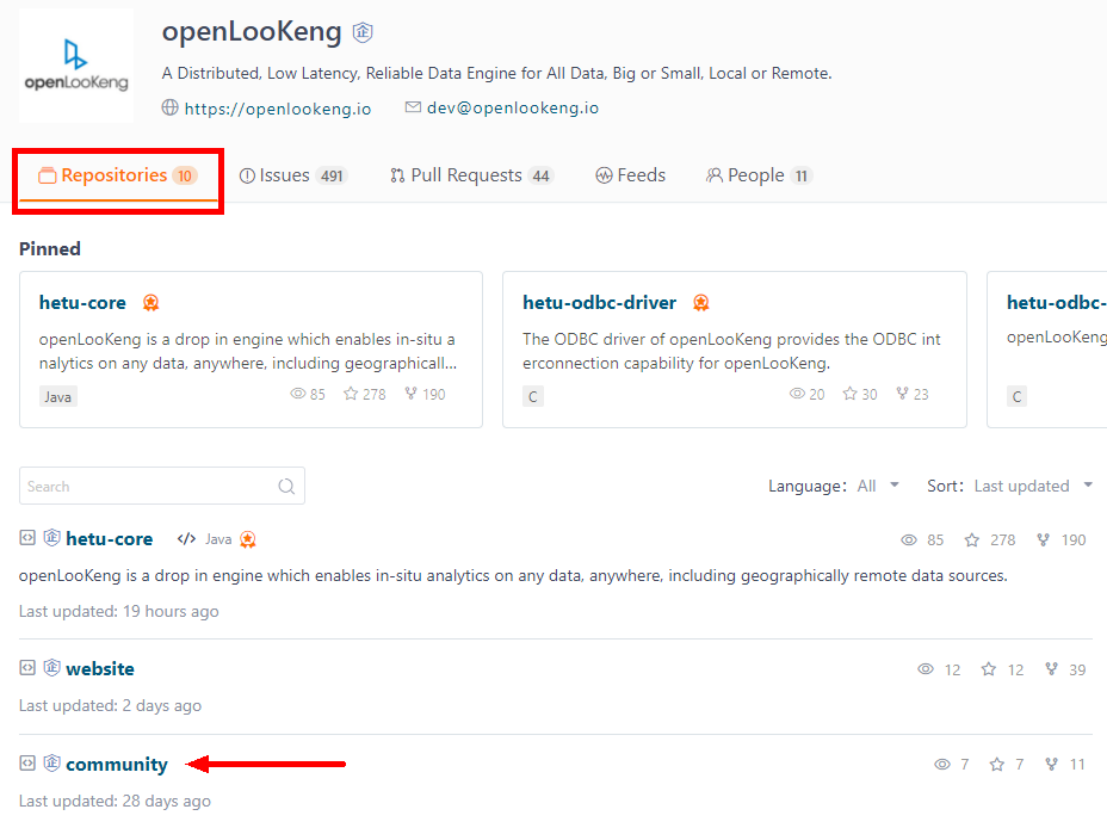 openLooKeng
openLooKeng 企
A Distributed, Low Latency, Reliable Data Engine for All Data, Big or Small, Local or Remote.
https://openlookeng.io dev@openlookeng.io
Repositories 10 Issues 491 Pull Requests 44 Feeds People 11
Pinned
hetu-core hetu-odbc-driver hetu-odbc-
openLooKeng is a drop in engine which enables in-situ a
nalytics on any data, anywhere, including geographicall...
The ODBC driver of openLooKeng provides the ODBC int
erconnection capability for openLooKeng.
openLooKeng
Java 85 278 190 C 20 30 23 C
Search Language: All Sort: Last updated
企 hetu-core </> Java 85 278 190
openLooKeng is a drop in engine which enables in-situ analytics on any data, anywhere, including geographically remote data sources.
Last updated: 19 hours ago
企 website 12 12 39
Last updated: 2 days ago
企 community 7 7 11
Last updated: 28 days ago